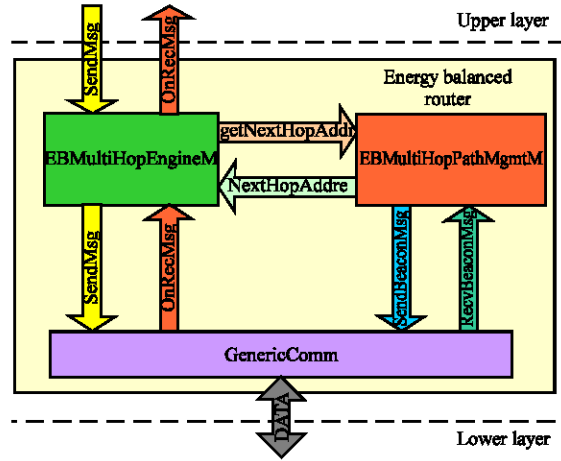 Upper layer
SendMsg
OnRecMsg
Energy balanced
router
EBMultiHopEngineM
getNextHopAddr
EBMultiHopPathMgmtM
NextHopAddre
SendMsg
OnRecMsg
SendBeaconMsg
RecvBeaconMsg
GenericComm
DATA
Lower layer